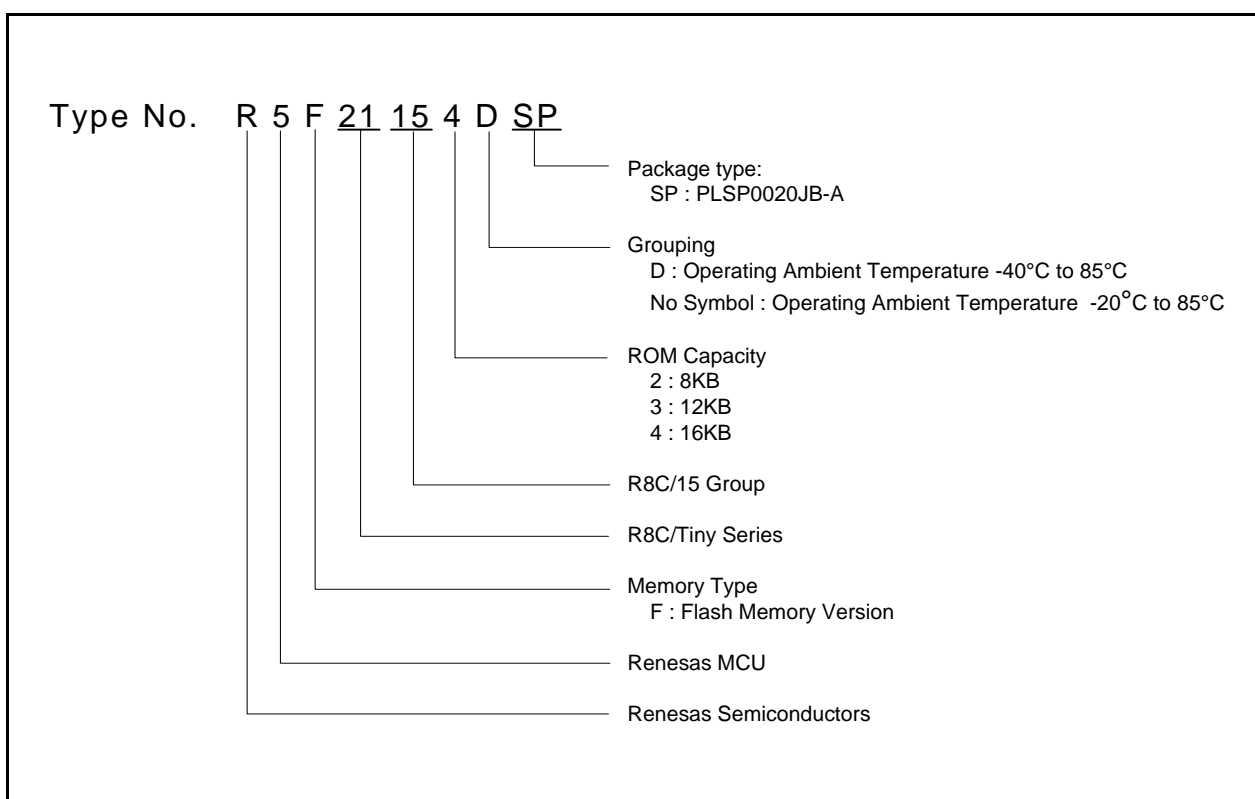 Type No. R 5 F 21 15 4 D SP
Package type:
SP : PLSP0020JB-A
Grouping
D : Operating Ambient Temperature -40°C to 85°C
No Symbol : Operating Ambient Temperature -20°C to 85°C
ROM Capacity
2 : 8KB
3 : 12KB
4 : 16KB
R8C/15 Group
R8C/Tiny Series
Memory Type
F : Flash Memory Version
Renesas MCU
Renesas Semiconductors